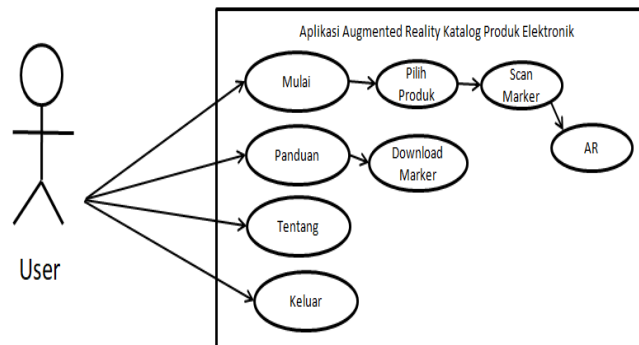 Aplikasi Augmented Reality Katalog Produk Elektronik
Mulai
Pilih
Produk
Scan
Marker
AR
Panduan
Download
Marker
Tentang
Keluar
User